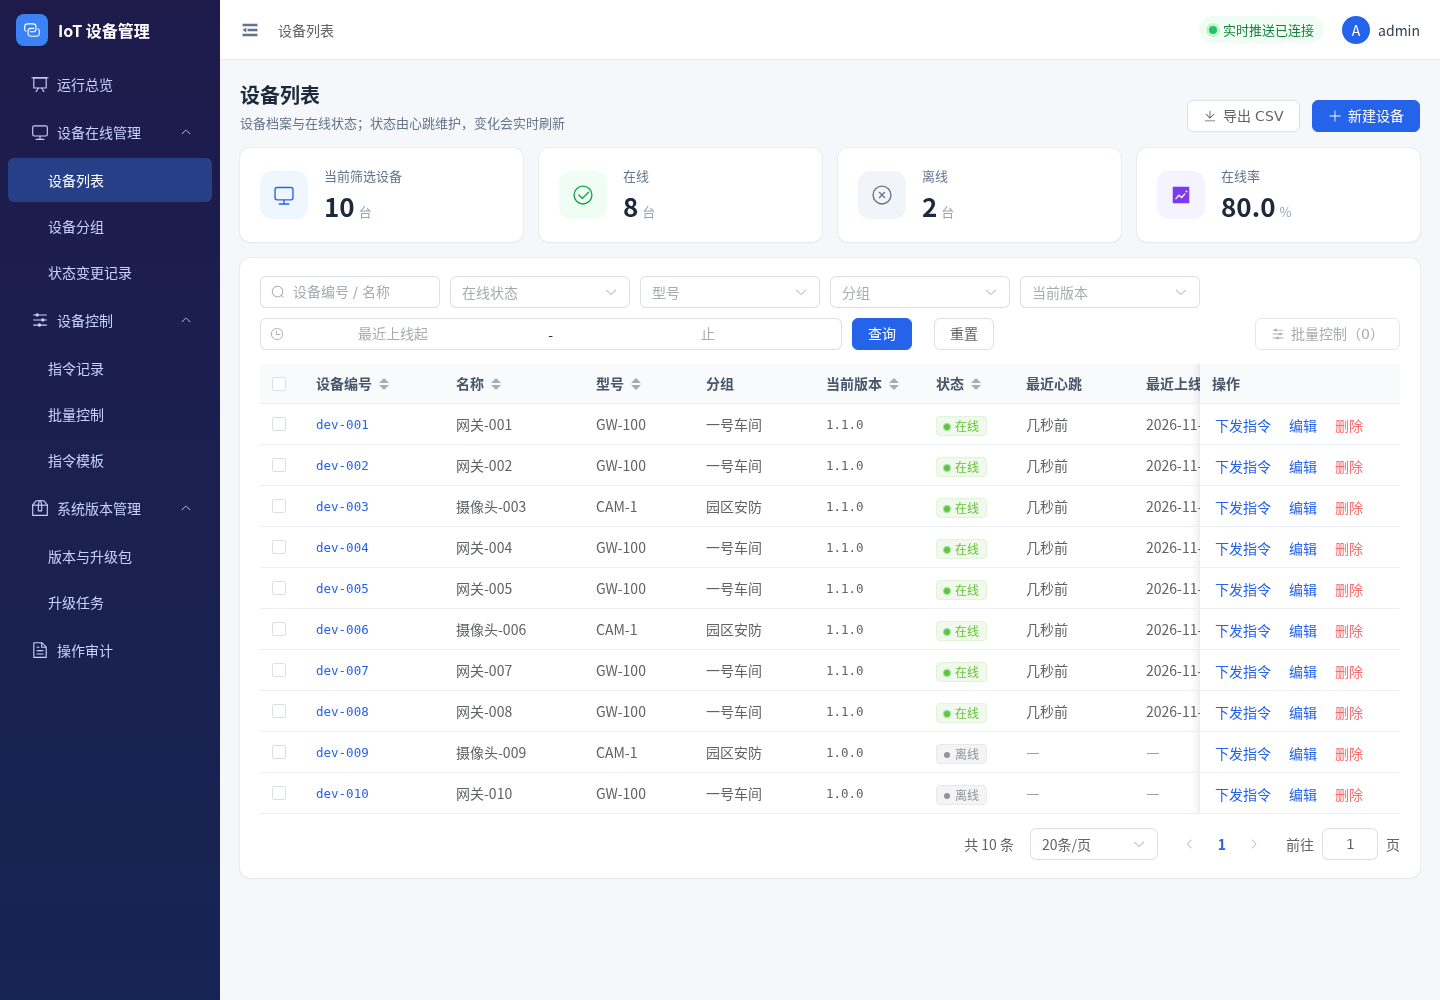 IoT 设备管理
运行总览
设备在线管理
设备列表
设备分组
状态变更记录
设备控制
指令记录
批量控制
指令模板
系统版本管理
版本与升级包
升级任务
操作审计
设备列表
实时推送已连接
A admin
设备列表
设备档案与在线状态；状态由心跳维护，变化会实时刷新
导出 CSV
新建设备
当前筛选设备
10 台
在线
8 台
离线
2 台
在线率
80.0 %
设备编号 / 名称 在线状态 型号 分组 当前版本
最近上线起 - 止 查询 重置 批量控制（0）
设备编号 名称 型号 分组 当前版本 状态 最近心跳 最近上线 操作
dev-001 网关-001 GW-100 一号车间 1.1.0 在线 几秒前 2026-11- 下发指令 编辑 删除
dev-002 网关-002 GW-100 一号车间 1.1.0 在线 几秒前 2026-11- 下发指令 编辑 删除
dev-003 摄像头-003 CAM-1 园区安防 1.1.0 在线 几秒前 2026-11- 下发指令 编辑 删除
dev-004 网关-004 GW-100 一号车间 1.1.0 在线 几秒前 2026-11- 下发指令 编辑 删除
dev-005 网关-005 GW-100 一号车间 1.1.0 在线 几秒前 2026-11- 下发指令 编辑 删除
dev-006 摄像头-006 CAM-1 园区安防 1.1.0 在线 几秒前 2026-11- 下发指令 编辑 删除
dev-007 网关-007 GW-100 一号车间 1.1.0 在线 几秒前 2026-11- 下发指令 编辑 删除
dev-008 网关-008 GW-100 一号车间 1.1.0 在线 几秒前 2026-11- 下发指令 编辑 删除
dev-009 摄像头-009 CAM-1 园区安防 1.0.0 离线 — — 下发指令 编辑 删除
dev-010 网关-010 GW-100 一号车间 1.0.0 离线 — — 下发指令 编辑 删除
共 10 条 20条/页 1 前往 1 页